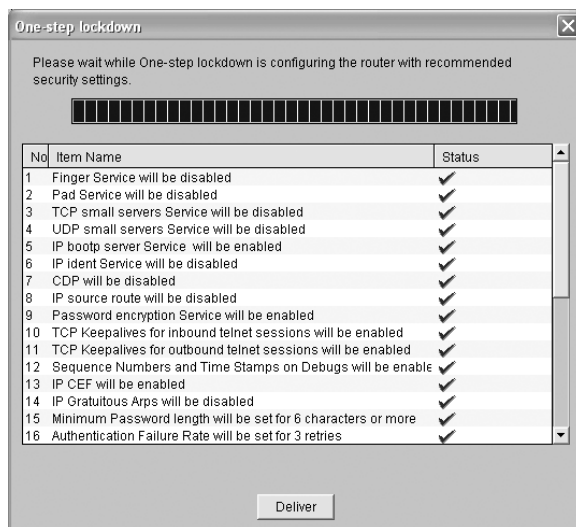 One-step lockdown
Please wait while One-step lockdown is configuring the router with recommended
security settings.
No Item Name Status
1 Finger Service will be disabled
2 Pad Service will be disabled
3 TCP small servers Service will be disabled
4 UDP small servers Service will be disabled
5 IP bootp server Service will be enabled
6 IP ident Service will be disabled
7 CDP will be disabled
8 IP source route will be disabled
9 Password encryption Service will be enabled
10 TCP Keepalives for inbound telnet sessions will be enabled
11 TCP Keepalives for outbound telnet sessions will be enabled
12 Sequence Numbers and Time Stamps on Debugs will be enable
13 IP CEF will be enabled
14 IP Gratuitous Arps will be disabled
15 Minimum Password length will be set for 6 characters or more
16 Authentication Failure Rate will be set for 3 retries
Deliver